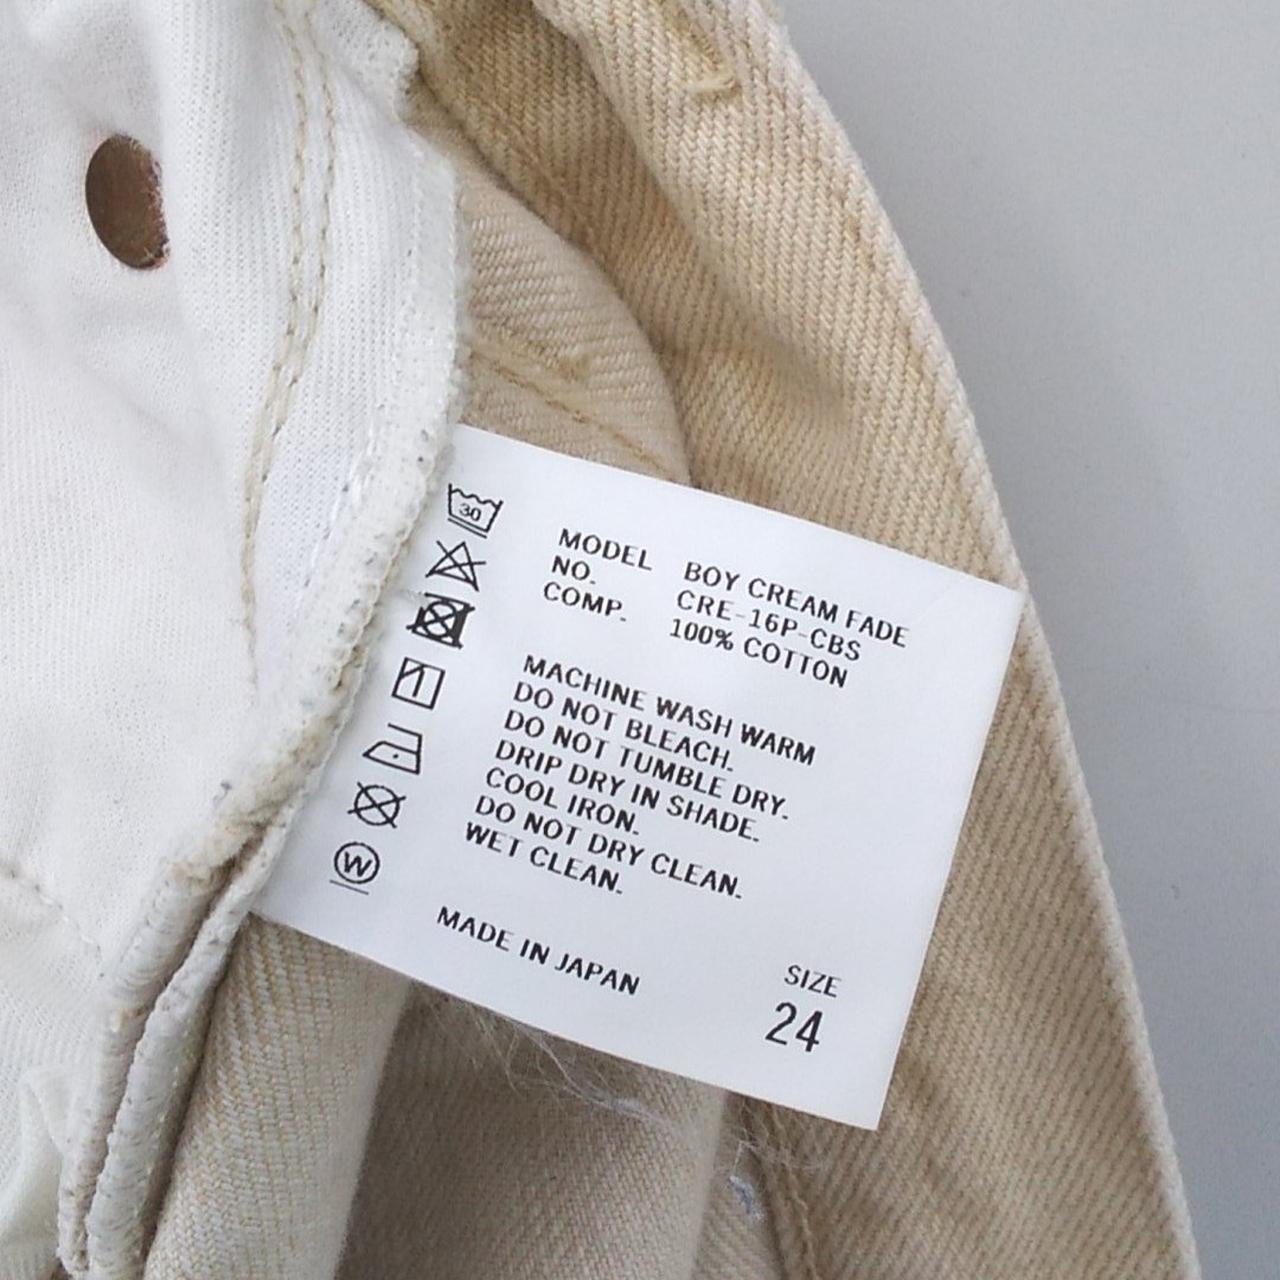 30
MODEL BOY CREAM FADE
NO. CRE-16P-CBS
COMP. 100% COTTON
MACHINE WASH WARM
DO NOT BLEACH.
DO NOT TUMBLE DRY.
DRIP DRY IN SHADE.
COOL IRON.
DO NOT DRY CLEAN.
WET CLEAN.
W
MADE IN JAPAN
SIZE
24